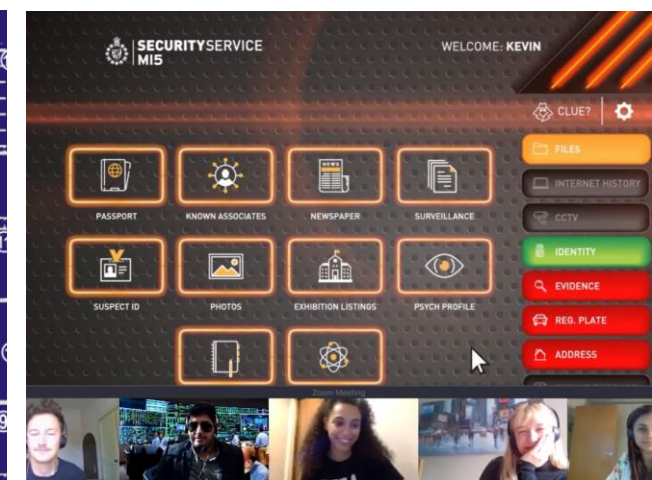 SECURITYSERVICE
MI5
WELCOME: KEVIN
CLUE?
FILES
INTERNET HISTORY
CCTV
IDENTITY
EVIDENCE
REG. PLATE
ADDRESS
PASSPORT
KNOWN ASSOCIATES
NEWSPAPER
SURVEILLANCE
SUSPECT ID
PHOTOS
EXHIBITION LISTINGS
PSYCH PROFILE
Zoom Meeting